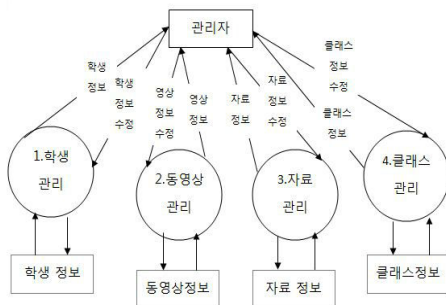 관리자
학생
정보
학생
정보
수정
영상
정보
수정
영상
정보
자료
정보
자료
정보
수정
클래스
정보
수정
클래스
정보
1.학생
관리
2.동영상
관리
3.자료
관리
4.클래스
관리
학생 정보
동영상정보
자료 정보
클래스정보